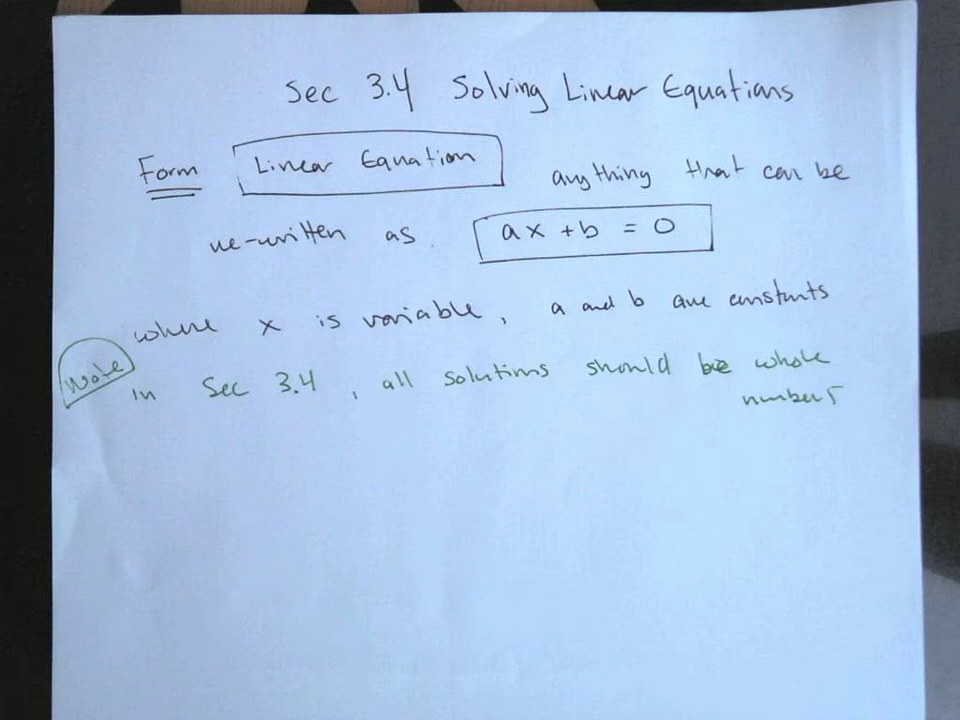 Sec 3.4 Solving Linear Equations
Form Linear Equation anything that can be
re-written as ax + b = 0
where x is variable, a and b are constants
Note In Sec 3.4, all solutions should be whole
numbers